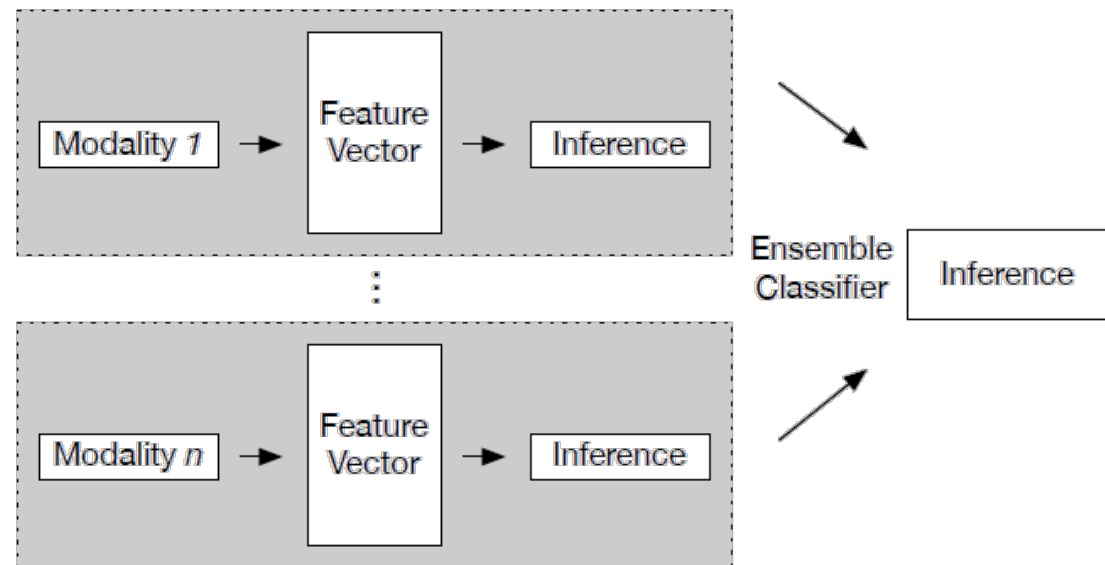 Modality 1
Feature
Vector
Inference
Ensemble
Classifier
Inference
Modality n
Feature
Vector
Inference